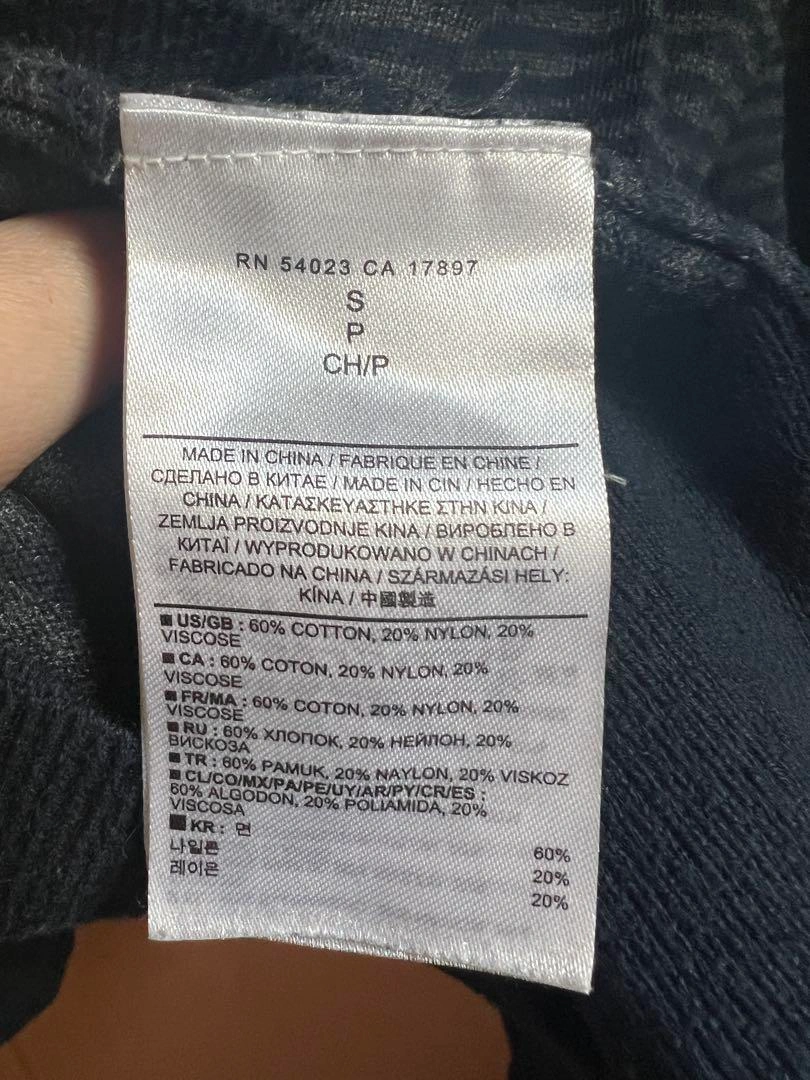 RN 54023 CA 17897
S
P
CH/P
MADE IN CHINA / FABRIQUE EN CHINE /
СДЕЛАНО В КИТАЕ / MADE IN CIN / HECHO EN
CHINA / ΚΑΤΑΣΚΕΥΑΣΤΗΚΕ ΣΤΗΝ ΚΙΝΑ /
ZEMLJA PROIZVODNJE KINA / ВИРОБЛЕНО В
КИТАЇ / WYPRODUKOWANO W CHINACH /
FABRICADO NA CHINA / SZÁRMAZÁSI HELY:
KÍNA / 中國製造
■ US/GB : 60% COTTON, 20% NYLON, 20%
VISCOSE
■ CA : 60% COTON, 20% NYLON, 20%
VISCOSE
■ FR/MA : 60% COTON, 20% NYLON, 20%
VISCOSE
■ RU : 60% ХЛОПОК, 20% НЕЙЛОН, 20%
ВИСКОЗА
■ TR : 60% PAMUK, 20% NAYLON, 20% VISKOZ
■ CL/CO/MX/PA/PE/UY/AR/PY/CR/ES :
60% ALGODON, 20% POLIAMIDA, 20%
VISCOSA
■ KR : 면
나일론 60%
레이온 20%
20%